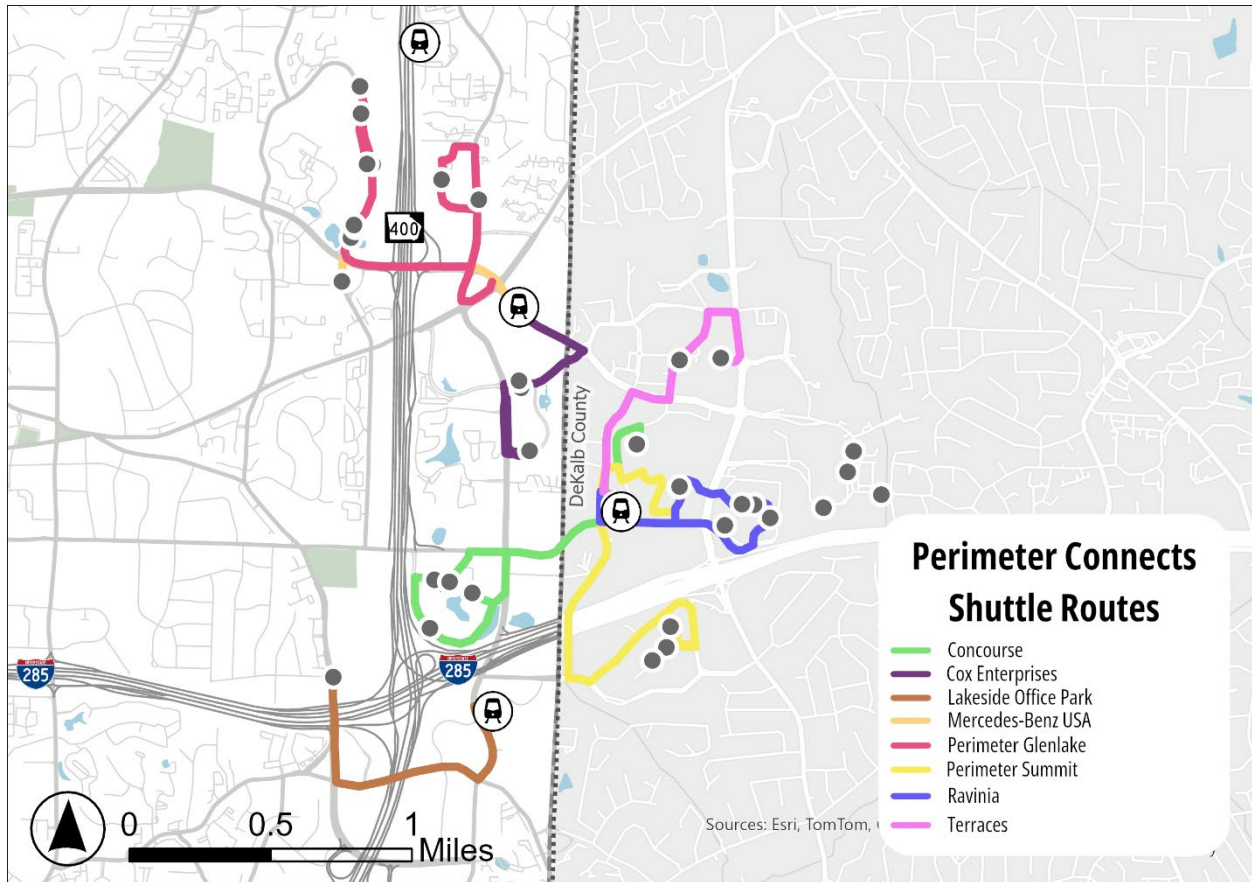 400
DeKalb County
285
285
Perimeter Connects
Shuttle Routes
Concourse
Cox Enterprises
Lakeside Office Park
Mercedes-Benz USA
Perimeter Glenlake
Perimeter Summit
Ravinia
Terraces
0 0.5 1
Miles
Sources: Esri, TomTom,